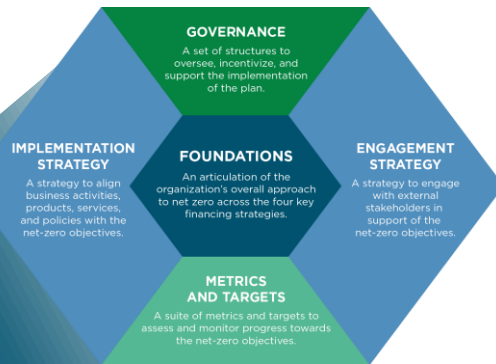 GOVERNANCE
A set of structures to
oversee, incentivize, and
support the implementation
of the plan.
IMPLEMENTATION
STRATEGY
A strategy to align
business activities,
products, services,
and policies with the
net-zero objectives.
FOUNDATIONS
An articulation of the
organization's overall approach
to net zero across the four key
financing strategies.
ENGAGEMENT
STRATEGY
A strategy to engage
with external
stakeholders in
support of the
net-zero objectives.
METRICS
AND TARGETS
A suite of metrics and targets to
assess and monitor progress towards
the net-zero objectives.